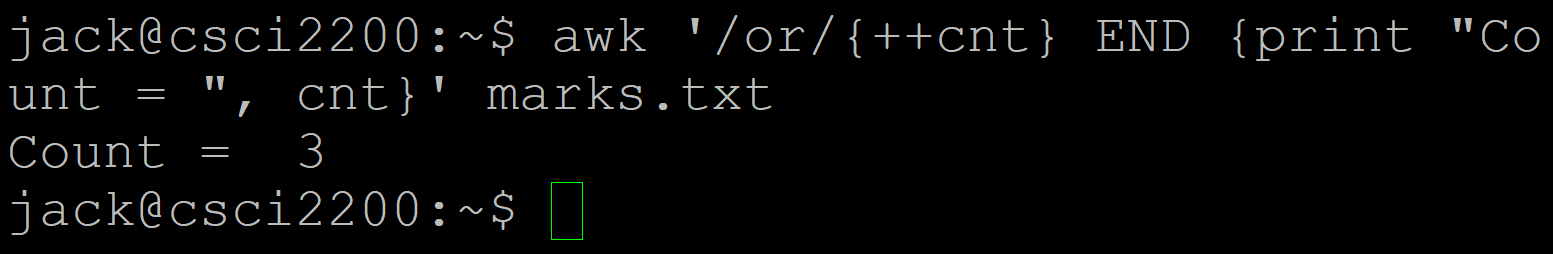 jack@csci2200:~$ awk '/or/{++cnt} END {print "Co
unt = ", cnt}' marks.txt
Count =  3
jack@csci2200:~$